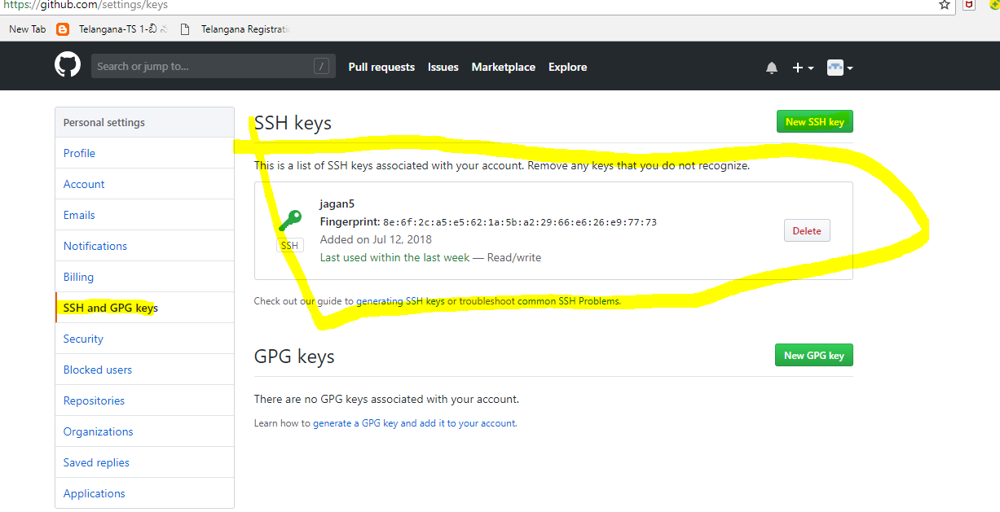 https://github.com/settings/keys
New Tab
Telangana-TS 1-బి న
Telangana Registrati
Search or jump to...
/
Pull requests
Issues
Marketplace
Explore
Personal settings
Profile
Account
Emails
Notifications
Billing
SSH and GPG keys
Security
Blocked users
Repositories
Organizations
Saved replies
Applications
SSH keys
New SSH key
This is a list of SSH keys associated with your account. Remove any keys that you do not recognize.
jagan5
Fingerprint: 8e:6f:2c:a5:e5:62:1a:5b:a2:29:66:e6:26:e9:77:73
SSH
Added on Jul 12, 2018
Last used within the last week — Read/write
Delete
Check out our guide to generating SSH keys or troubleshoot common SSH Problems.
GPG keys
New GPG key
There are no GPG keys associated with your account.
Learn how to generate a GPG key and add it to your account.